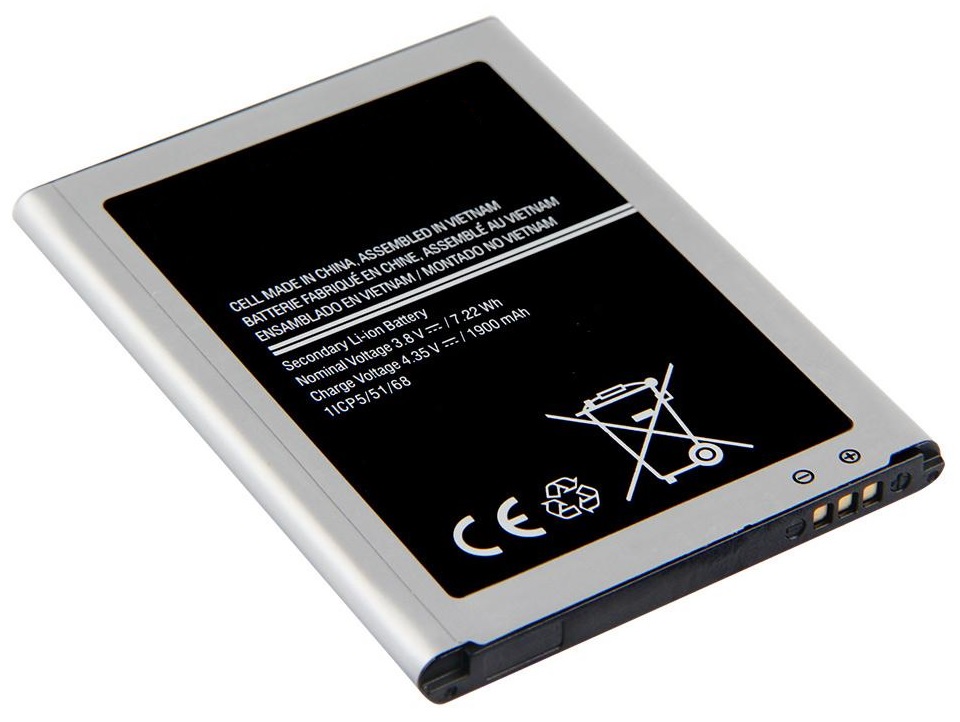 CELL MADE IN CHINA, ASSEMBLED IN VIETNAM
BATTERIE FABRIQUÉ EN CHINE, ASSEMBLÉ AU VIETNAM
ENSAMBLADO EN VIETNAM / MONTADO NO VIETNAM
Secondary Li-ion Battery
Nominal Voltage 3.8 V ⎓ / 7.22 Wh
Charge Voltage 4.35 V ⎓ / 1900 mAh
1ICP5/51/68
CE
⊖ ⊕